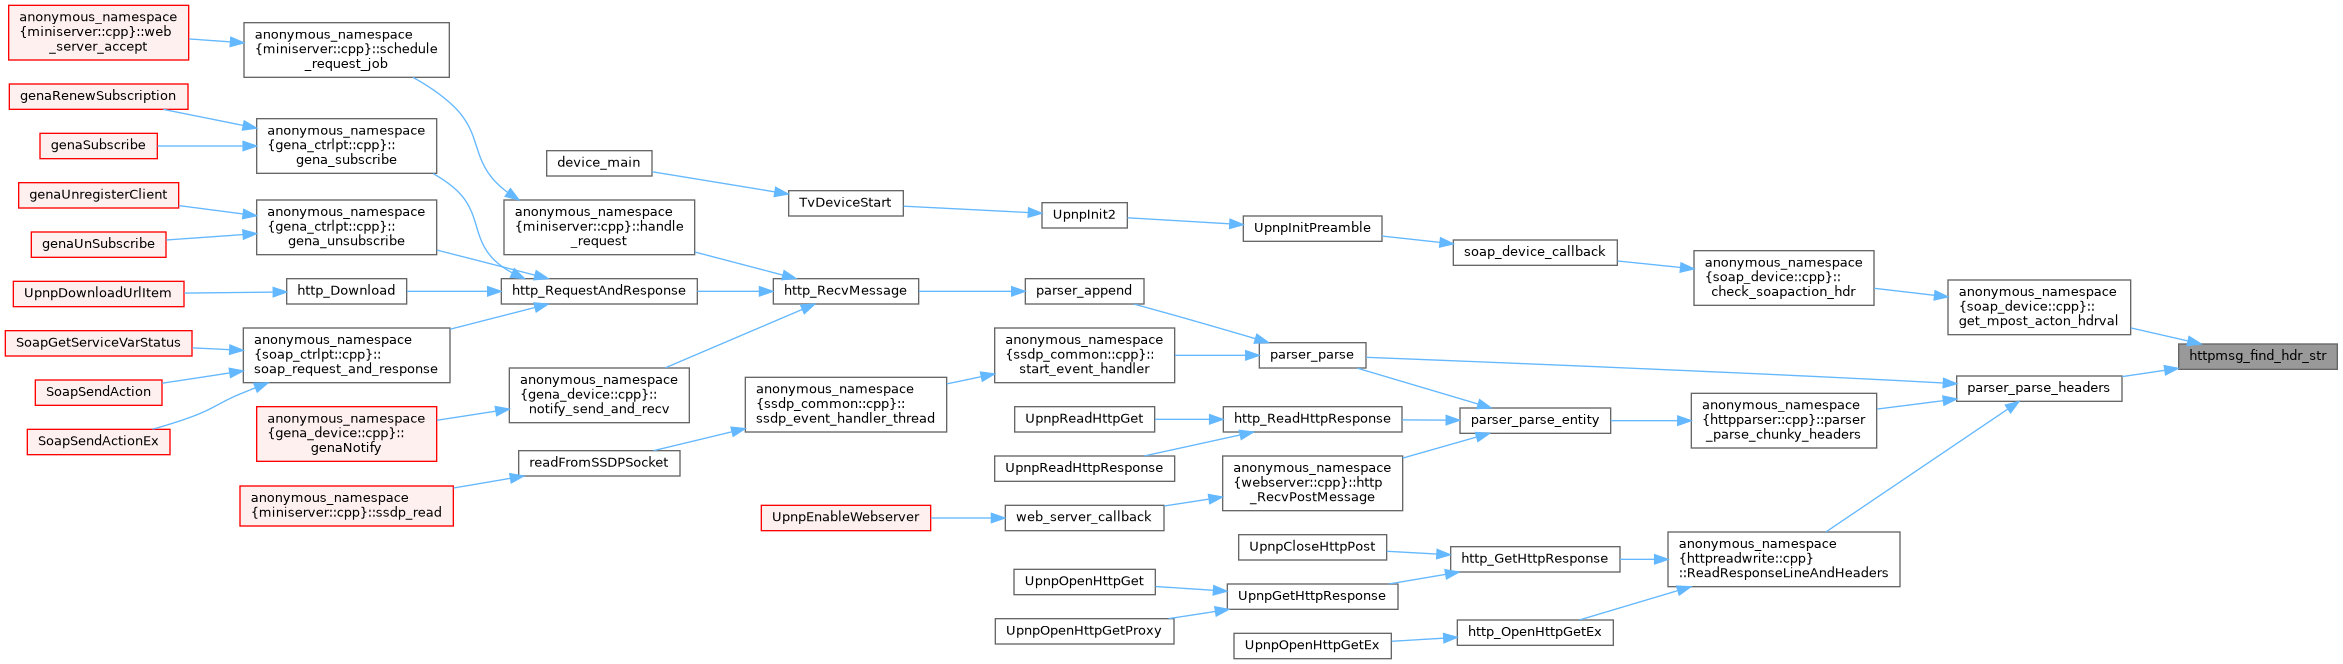 anonymous_namespace
{miniserver::cpp}::web
_server_accept
genaRenewSubscription
genaSubscribe
genaUnregisterClient
genaUnSubscribe
UpnpDownloadUrlItem
SoapGetServiceVarStatus
SoapSendAction
SoapSendActionEx
anonymous_namespace
{miniserver::cpp}::schedule
_request_job
anonymous_namespace
{gena_ctrlpt::cpp}::
gena_subscribe
anonymous_namespace
{gena_ctrlpt::cpp}::
gena_unsubscribe
http_Download
anonymous_namespace
{soap_ctrlpt::cpp}::
soap_request_and_response
anonymous_namespace
{gena_device::cpp}::
genaNotify
anonymous_namespace
{miniserver::cpp}::ssdp_read
device_main
anonymous_namespace
{miniserver::cpp}::handle
_request
http_RequestAndResponse
anonymous_namespace
{gena_device::cpp}::
notify_send_and_recv
readFromSSDPSocket
TvDeviceStart
http_RecvMessage
anonymous_namespace
{ssdp_common::cpp}::
ssdp_event_handler_thread
UpnpEnableWebserver
UpnpInit2
parser_append
anonymous_namespace
{ssdp_common::cpp}::
start_event_handler
UpnpReadHttpGet
UpnpReadHttpResponse
web_server_callback
UpnpOpenHttpGet
UpnpOpenHttpGetProxy
UpnpInitPreamble
parser_parse
http_ReadHttpResponse
anonymous_namespace
{webserver::cpp}::http
_RecvPostMessage
UpnpCloseHttpPost
UpnpGetHttpResponse
UpnpOpenHttpGetEx
soap_device_callback
parser_parse_entity
http_GetHttpResponse
http_OpenHttpGetEx
anonymous_namespace
{soap_device::cpp}::
check_soapaction_hdr
anonymous_namespace
{httpparser::cpp}::parser
_parse_chunky_headers
anonymous_namespace
{httpreadwrite::cpp}
::ReadResponseLineAndHeaders
anonymous_namespace
{soap_device::cpp}::
get_mpost_acton_hdrval
parser_parse_headers
httpmsg_find_hdr_str